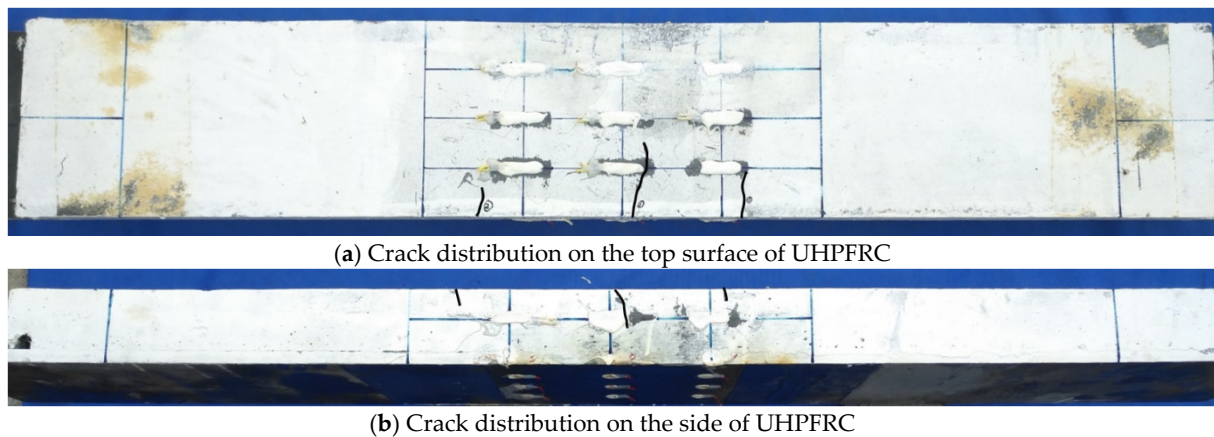 (a) Crack distribution on the top surface of UHPFRC
(b) Crack distribution on the side of UHPFRC